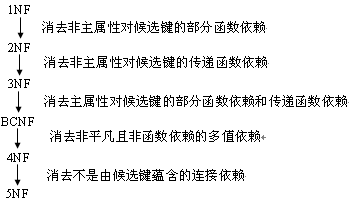 1NF
消去非主属性对候选键的部分函数依赖
2NF
消去非主属性对候选键的传递函数依赖
3NF
消去主属性对候选键的部分函数依赖和传递函数依赖
BCNF
消去非平凡且非函数依赖的多值依赖
4NF
消去不是由候选键蕴含的连接依赖
5NF